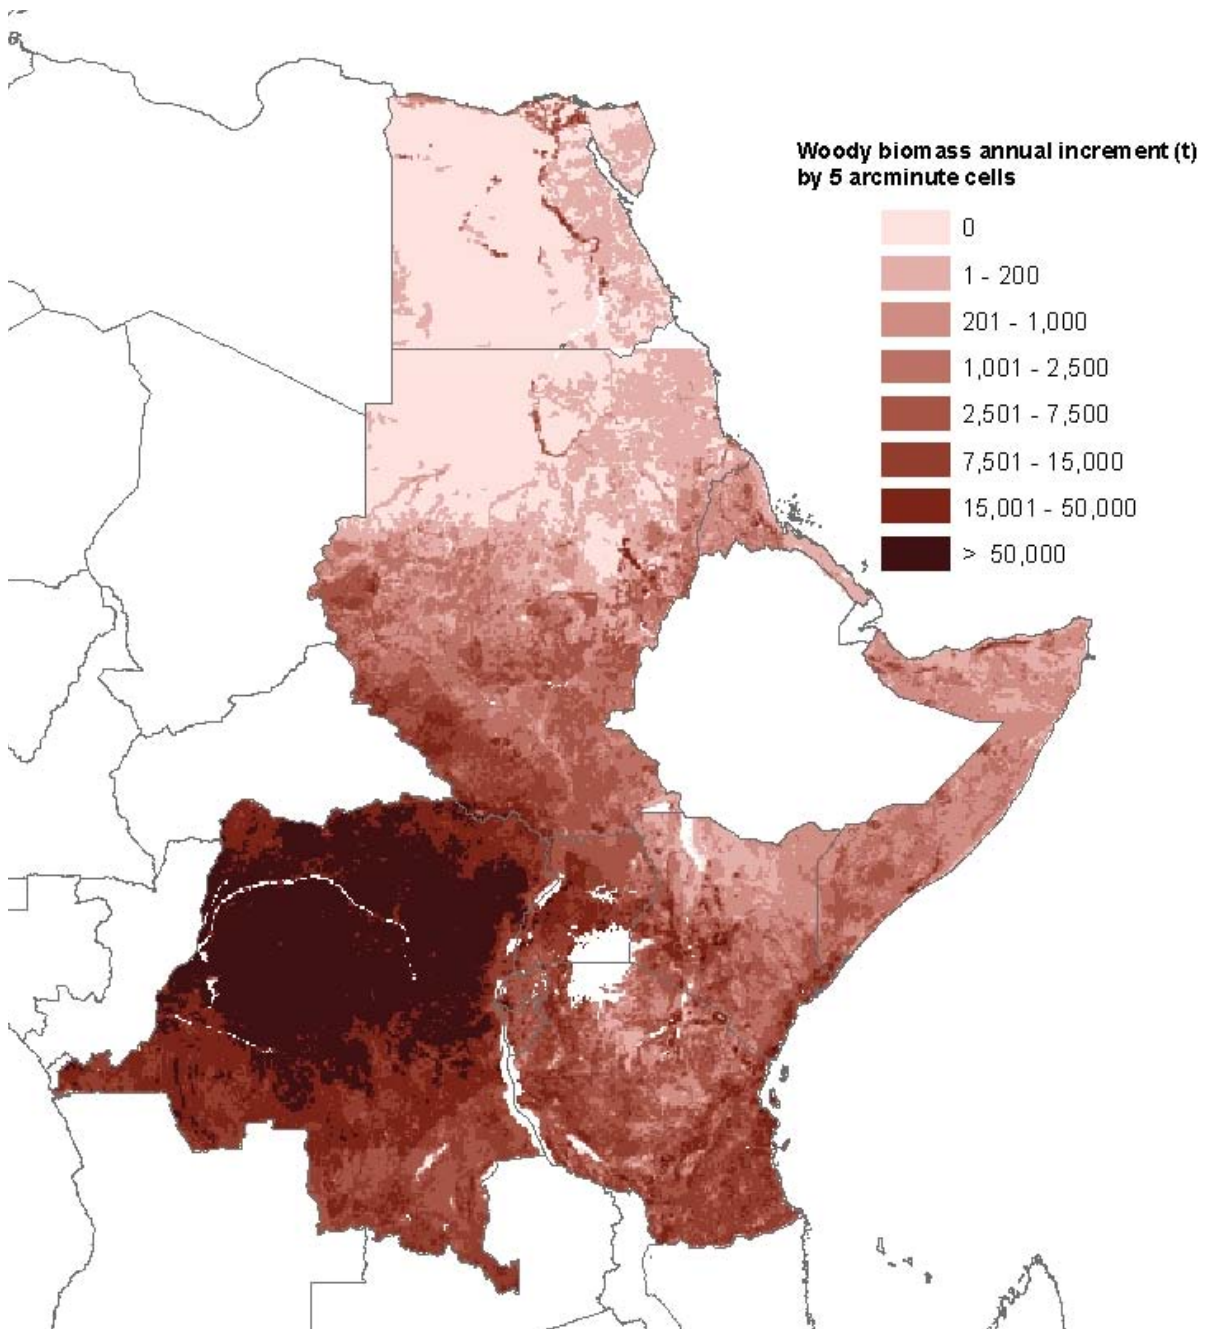 Woody biomass annual increment (t)
by 5 arcminute cells
0
1 - 200
201 - 1,000
1,001 - 2,500
2,501 - 7,500
7,501 - 15,000
15,001 - 50,000
> 50,000